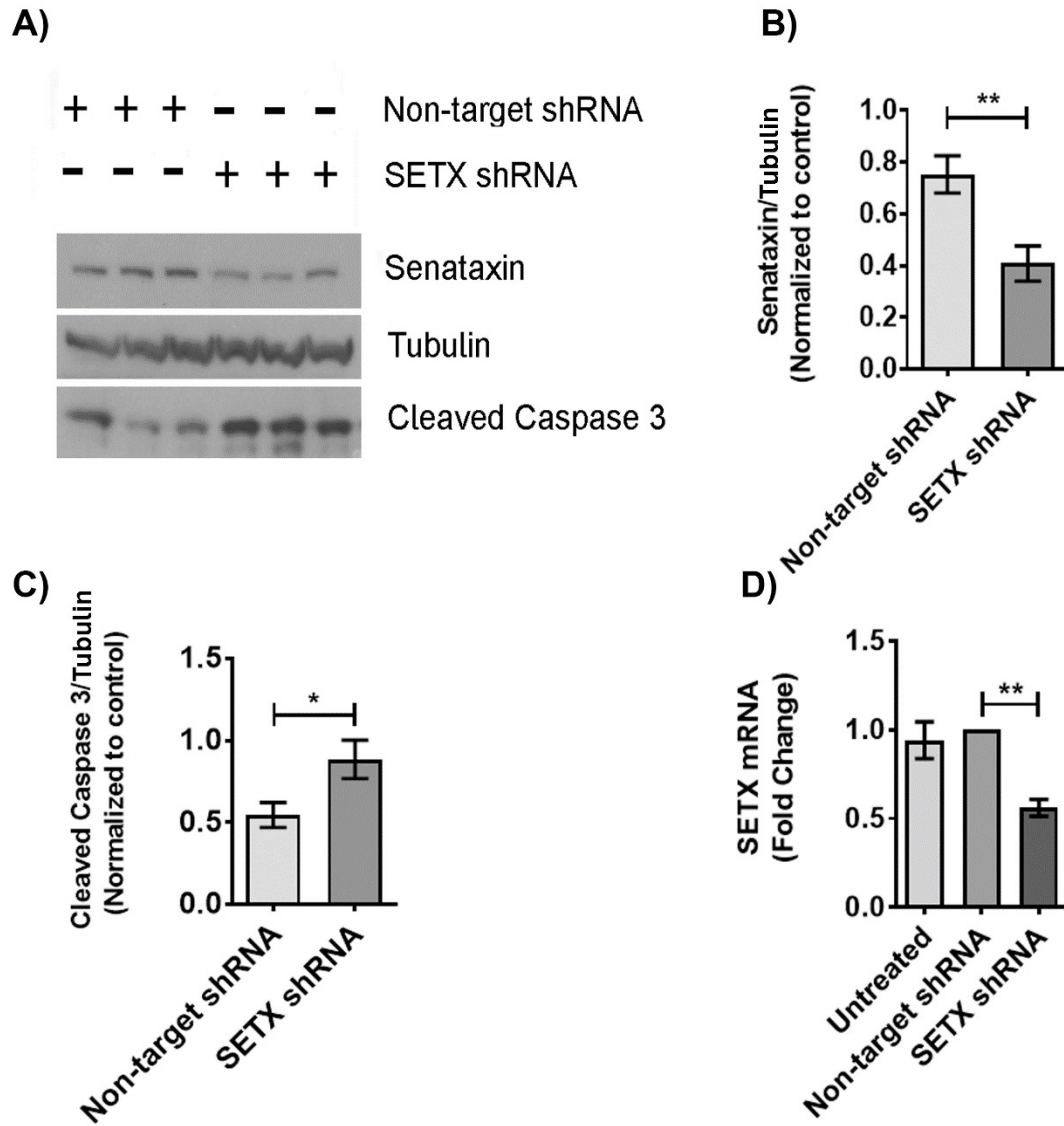 A)
+ + + - - - Non-target shRNA
- - - + + + SETX shRNA
Senataxin
Tubulin
Cleaved Caspase 3
B)
Senataxin/Tubulin
(Normalized to control)
1.0
0.8
0.6
0.4
0.2
0.0
**
Non-target shRNA
SETX shRNA
C)
Cleaved Caspase 3/Tubulin
(Normalized to control)
1.5
1.0
0.5
0.0
*
Non-target shRNA
SETX shRNA
D)
SETX mRNA
(Fold Change)
1.5
1.0
0.5
0.0
**
Untreated
Non-target shRNA
SETX shRNA